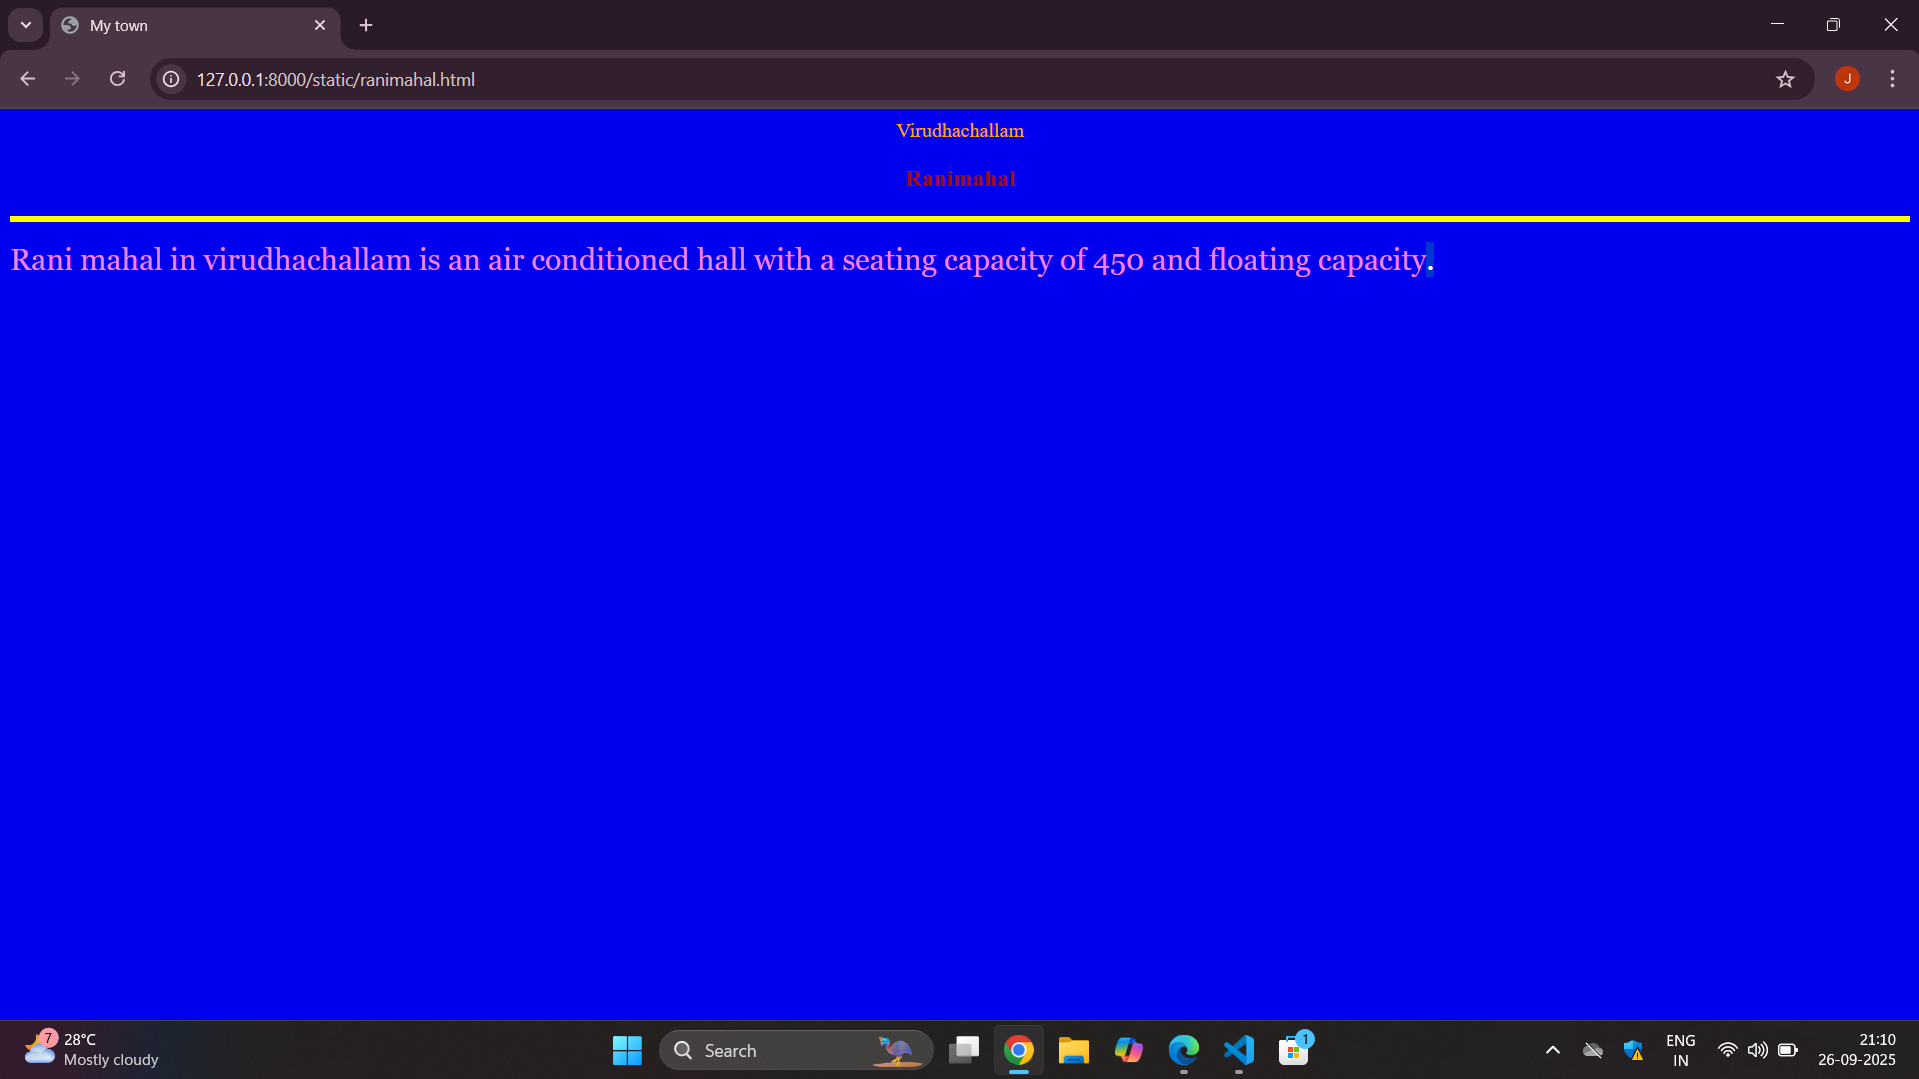 My town
127.0.0.1:8000/static/ranimahal.html
J
Virudhachallam
Ranimahal
Rani mahal in virudhachallam is an air conditioned hall with a seating capacity of 450 and floating capacity.
7
28°C
Mostly cloudy
Search
1
ENG
IN
21:10
26-09-2025